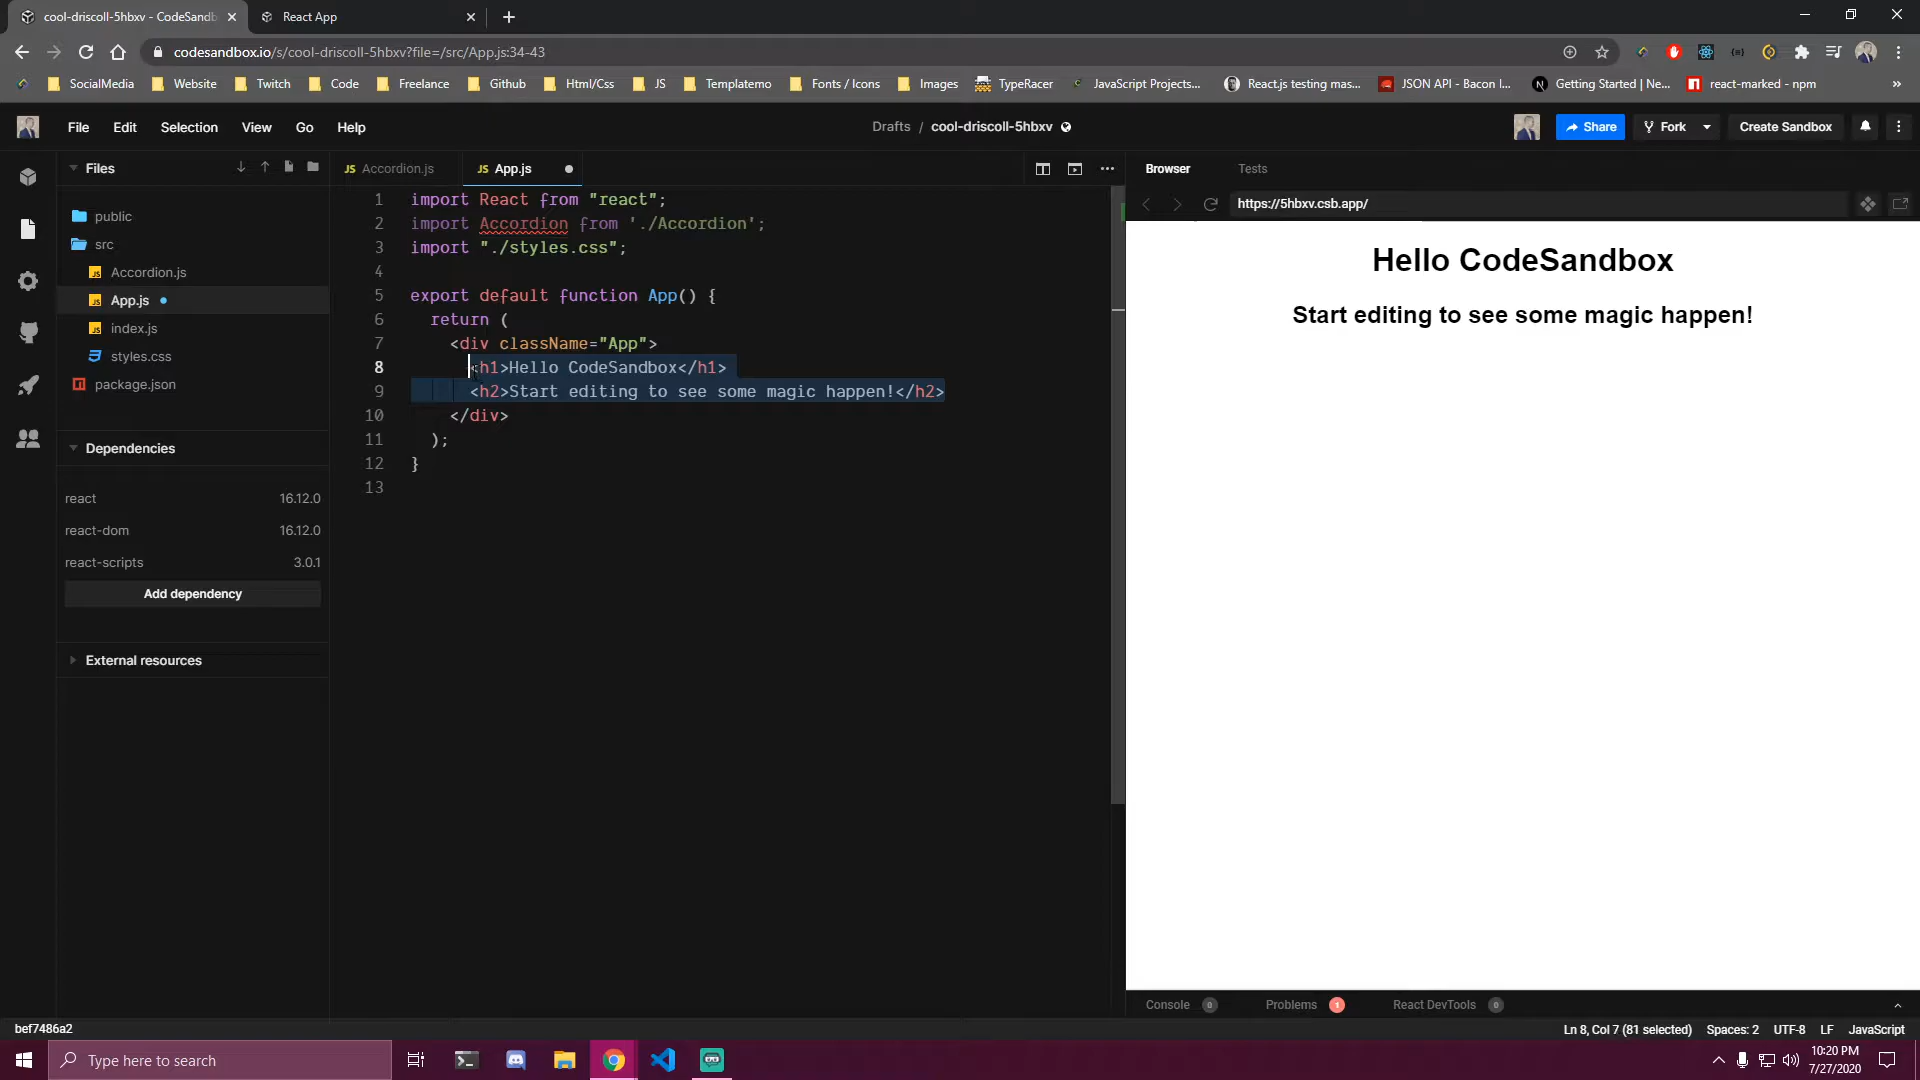 cool-driscoll-5hbxv - CodeSandb
React App
codesandbox.io/s/cool-driscoll-5hbxv?file=/src/App.js:34-43
SocialMedia
Website
Twitch
Code
Freelance
Github
Html/Css
JS
Templatemo
Fonts / Icons
Images
TypeRacer
JavaScript Projects...
React.js testing mas...
JSON API - Bacon I...
Getting Started | Ne...
react-marked - npm
»
File Edit Selection View Go Help
Drafts / cool-driscoll-5hbxv
Share
Fork
Create Sandbox
Files
public
src
JS Accordion.js
JS App.js
JS index.js
styles.css
package.json
Dependencies
react 16.12.0
react-dom 16.12.0
react-scripts 3.0.1
Add dependency
External resources
JS Accordion.js
JS App.js
1 import React from "react";
2 import Accordion from './Accordion';
3 import "./styles.css";
4
5 export default function App() {
6 return (
7 <div className="App">
8 <h1>Hello CodeSandbox</h1>
9 <h2>Start editing to see some magic happen!</h2>
10 </div>
11 );
12 }
13
Browser Tests
https://5hbxv.csb.app/
Hello CodeSandbox
Start editing to see some magic happen!
Console 0 Problems 1 React DevTools 0
bef7486a2
Ln 8, Col 7 (81 selected) Spaces: 2 UTF-8 LF JavaScript
Type here to search
10:20 PM
7/27/2020